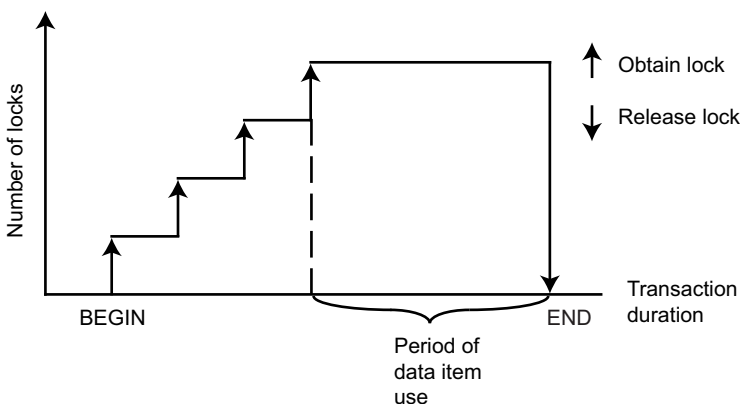 Number of locks
Obtain lock
Release lock
BEGIN
END
Transaction
duration
Period of
data item
use